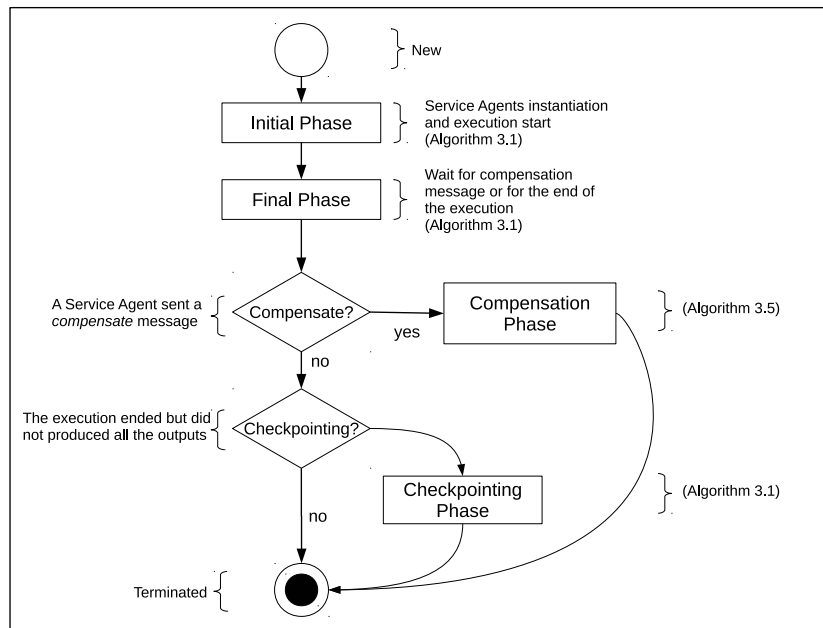 New
Initial Phase
Service Agents instantiation
and execution start
(Algorithm 3.1)
Final Phase
Wait for compensation
message or for the end of
the execution
(Algorithm 3.1)
A Service Agent sent a
compensate message
Compensate?
yes
Compensation
Phase
(Algorithm 3.5)
no
The execution ended but did
not produced all the outputs
Checkpointing?
Checkpointing
Phase
(Algorithm 3.1)
no
Terminated